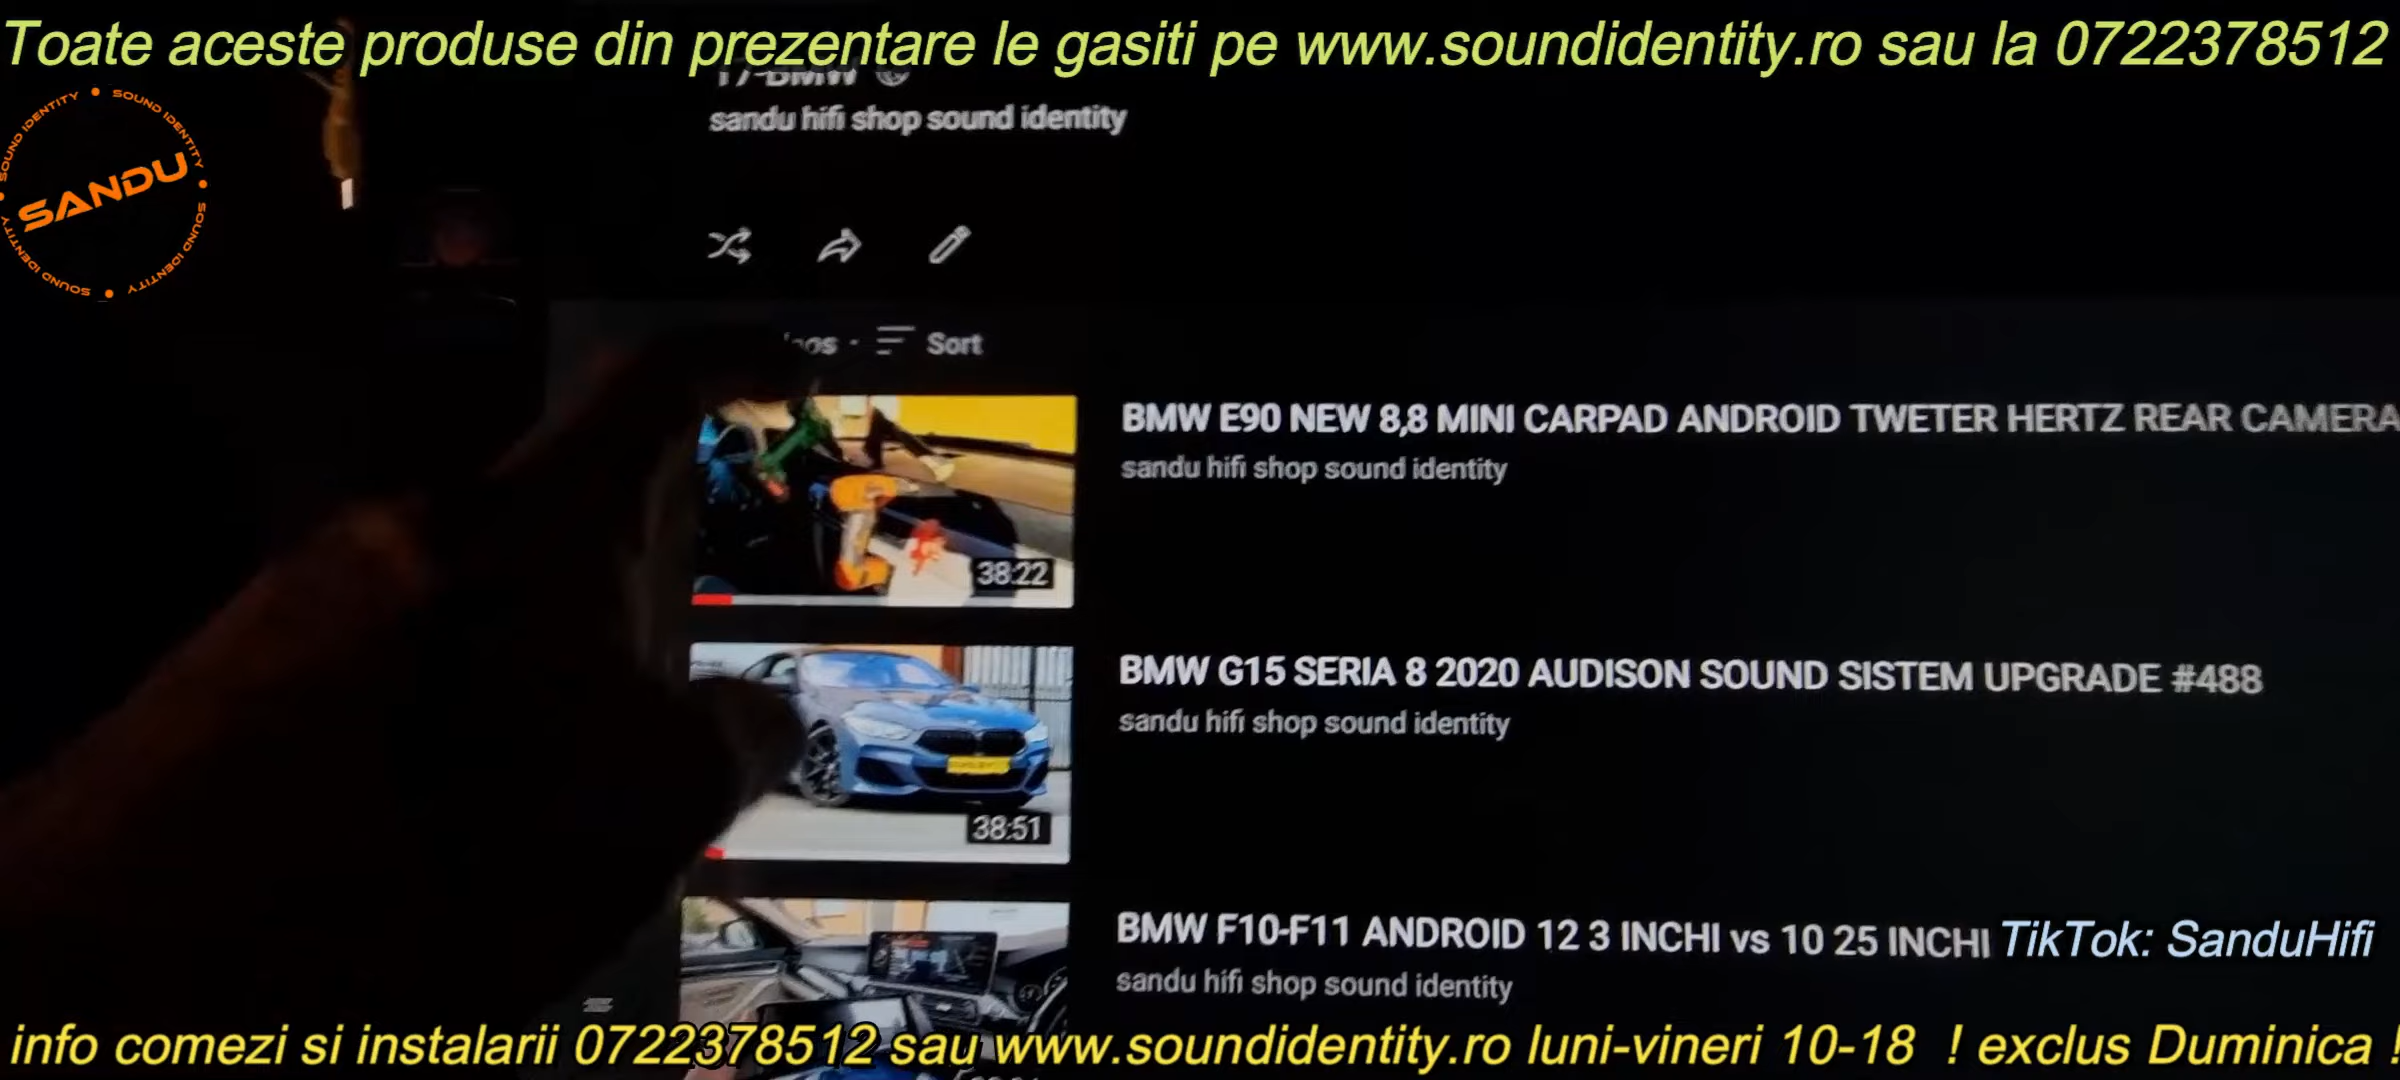 Toate aceste produse din prezentare le gasiti pe www.soundidentity.ro sau la 0722378512
17-BMW
sandu hifi shop sound identity
SOUND IDENTITY • SOUND IDENTITY • SOUND IDENTITY • SOUND IDENTITY •
SANDU
Sort
BMW E90 NEW 8,8 MINI CARPAD ANDROID TWETER HERTZ REAR CAMERA
sandu hifi shop sound identity
38:22
BMW G15 SERIA 8 2020 AUDISON SOUND SISTEM UPGRADE #488
sandu hifi shop sound identity
38:51
BMW F10-F11 ANDROID 12 3 INCHI vs 10 25 INCHI
TikTok: SanduHifi
sandu hifi shop sound identity
info comezi si instalarii 0722378512 sau www.soundidentity.ro luni-vineri 10-18 ! exclus Duminica !